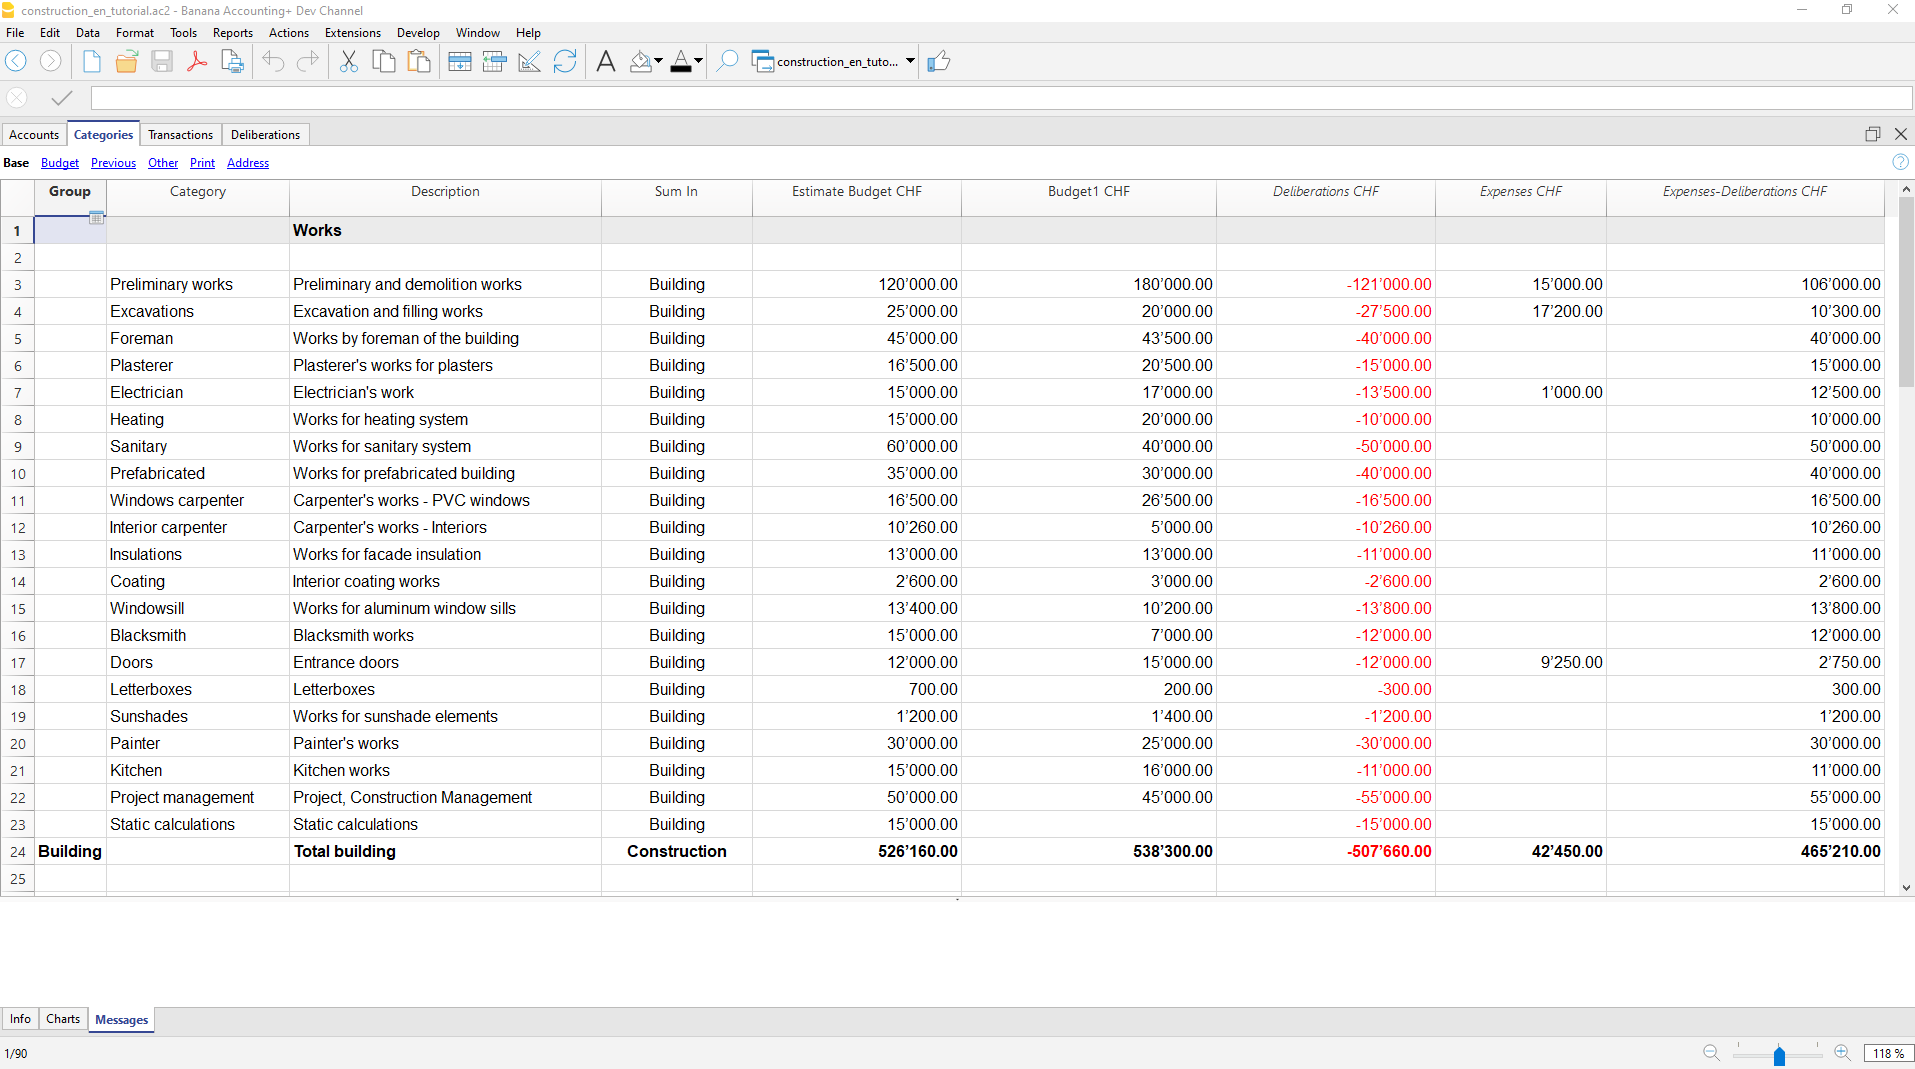 construction_en_tutorial.ac2 - Banana Accounting+ Dev Channel
File Edit Data Format Tools Reports Actions Extensions Develop Window Help
construction_en_tuto...
Accounts Categories Transactions Deliberations
Base Budget Previous Other Print Address
Group Category Description Sum In Estimate Budget CHF Budget1 CHF Deliberations CHF Expenses CHF Expenses-Deliberations CHF
1 Works
2
3 Preliminary works Preliminary and demolition works Building 120’000.00 180’000.00 -121’000.00 15’000.00 106’000.00
4 Excavations Excavation and filling works Building 25’000.00 20’000.00 -27’500.00 17’200.00 10’300.00
5 Foreman Works by foreman of the building Building 45’000.00 43’500.00 -40’000.00 40’000.00
6 Plasterer Plasterer's works for plasters Building 16’500.00 20’500.00 -15’000.00 15’000.00
7 Electrician Electrician's work Building 15’000.00 17’000.00 -13’500.00 1’000.00 12’500.00
8 Heating Works for heating system Building 15’000.00 20’000.00 -10’000.00 10’000.00
9 Sanitary Works for sanitary system Building 60’000.00 40’000.00 -50’000.00 50’000.00
10 Prefabricated Works for prefabricated building Building 35’000.00 30’000.00 -40’000.00 40’000.00
11 Windows carpenter Carpenter's works - PVC windows Building 16’500.00 26’500.00 -16’500.00 16’500.00
12 Interior carpenter Carpenter's works - Interiors Building 10’260.00 5’000.00 -10’260.00 10’260.00
13 Insulations Works for facade insulation Building 13’000.00 13’000.00 -11’000.00 11’000.00
14 Coating Interior coating works Building 2’600.00 3’000.00 -2’600.00 2’600.00
15 Windowsill Works for aluminum window sills Building 13’400.00 10’200.00 -13’800.00 13’800.00
16 Blacksmith Blacksmith works Building 15’000.00 7’000.00 -12’000.00 12’000.00
17 Doors Entrance doors Building 12’000.00 15’000.00 -12’000.00 9’250.00 2’750.00
18 Letterboxes Letterboxes Building 700.00 200.00 -300.00 300.00
19 Sunshades Works for sunshade elements Building 1’200.00 1’400.00 -1’200.00 1’200.00
20 Painter Painter's works Building 30’000.00 25’000.00 -30’000.00 30’000.00
21 Kitchen Kitchen works Building 15’000.00 16’000.00 -11’000.00 11’000.00
22 Project management Project, Construction Management Building 50’000.00 45’000.00 -55’000.00 55’000.00
23 Static calculations Static calculations Building 15’000.00 -15’000.00 15’000.00
24 Building Total building Construction 526’160.00 538’300.00 -507’660.00 42’450.00 465’210.00
25
Info Charts Messages
1/90 118 %